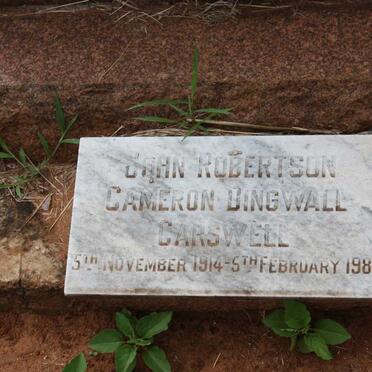 JOHN ROBERTSON
CAMERON DINGWALL
CARSWELL
5TH NOVEMBER 1914-5TH FEBRUARY 198